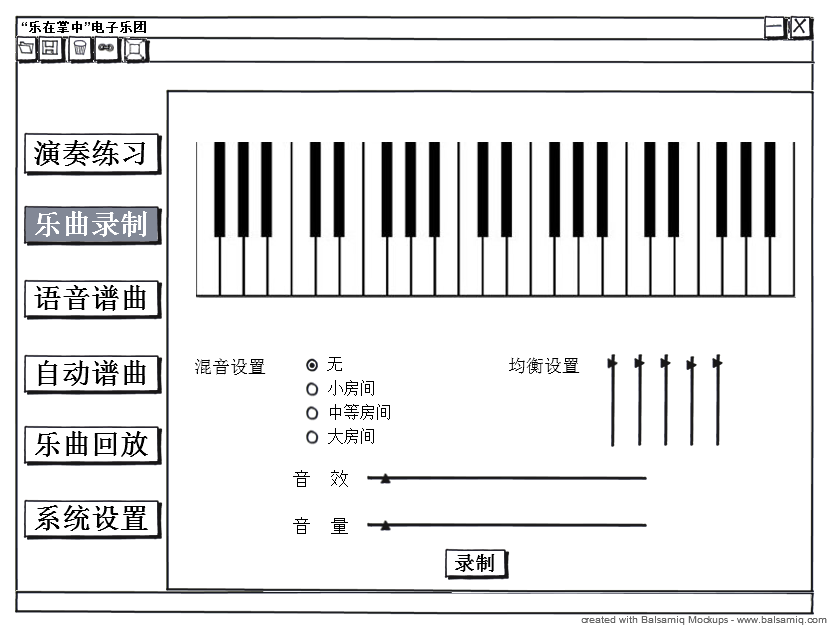 “乐在掌中”电子乐团
演奏练习
乐曲录制
语音谱曲
自动谱曲
乐曲回放
系统设置
混音设置
无
小房间
中等房间
大房间
均衡设置
音 效
音 量
录制
created with Balsamiq Mockups - www.balsamiq.com